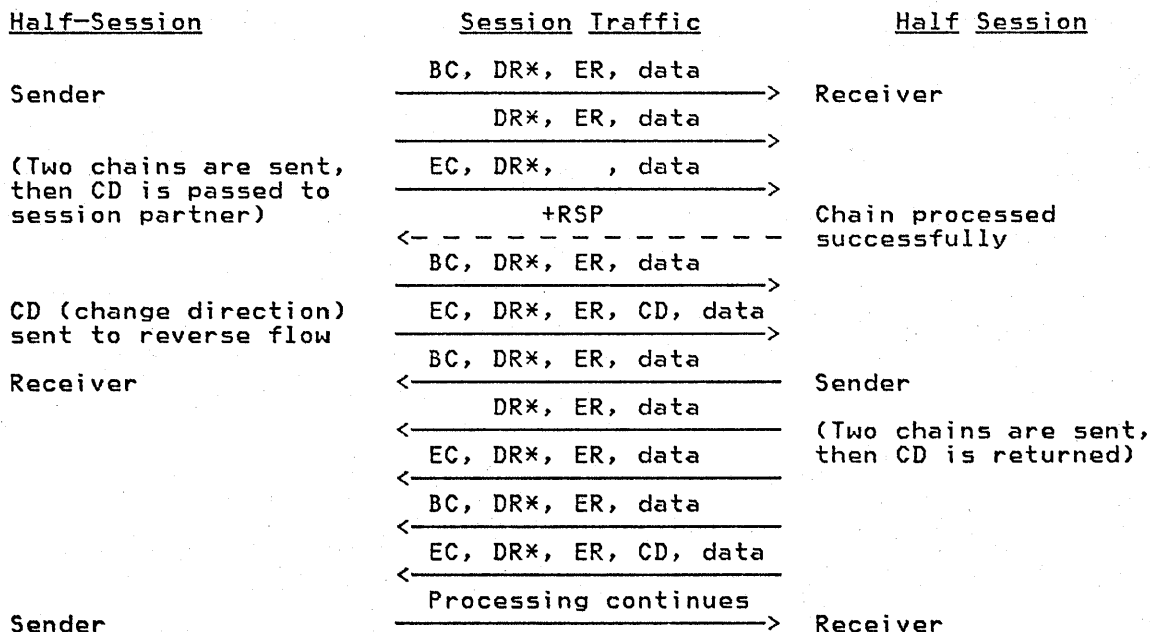 Half-Session Session Traffic Half Session
BC, DR*, ER, data
Sender Receiver
DR*, ER, data
(Two chains are sent,
then CD is passed to
session partner)
EC, DR*, , data
+RSP
Chain processed
successfully
BC, DR*, ER, data
CD (change direction)
sent to reverse flow
EC, DR*, ER, CD, data
BC, DR*, ER, data
Receiver Sender
DR*, ER, data
(Two chains are sent,
then CD is returned)
EC, DR*, ER, data
BC, DR*, ER, data
EC, DR*, ER, CD, data
Processing continues
Sender Receiver